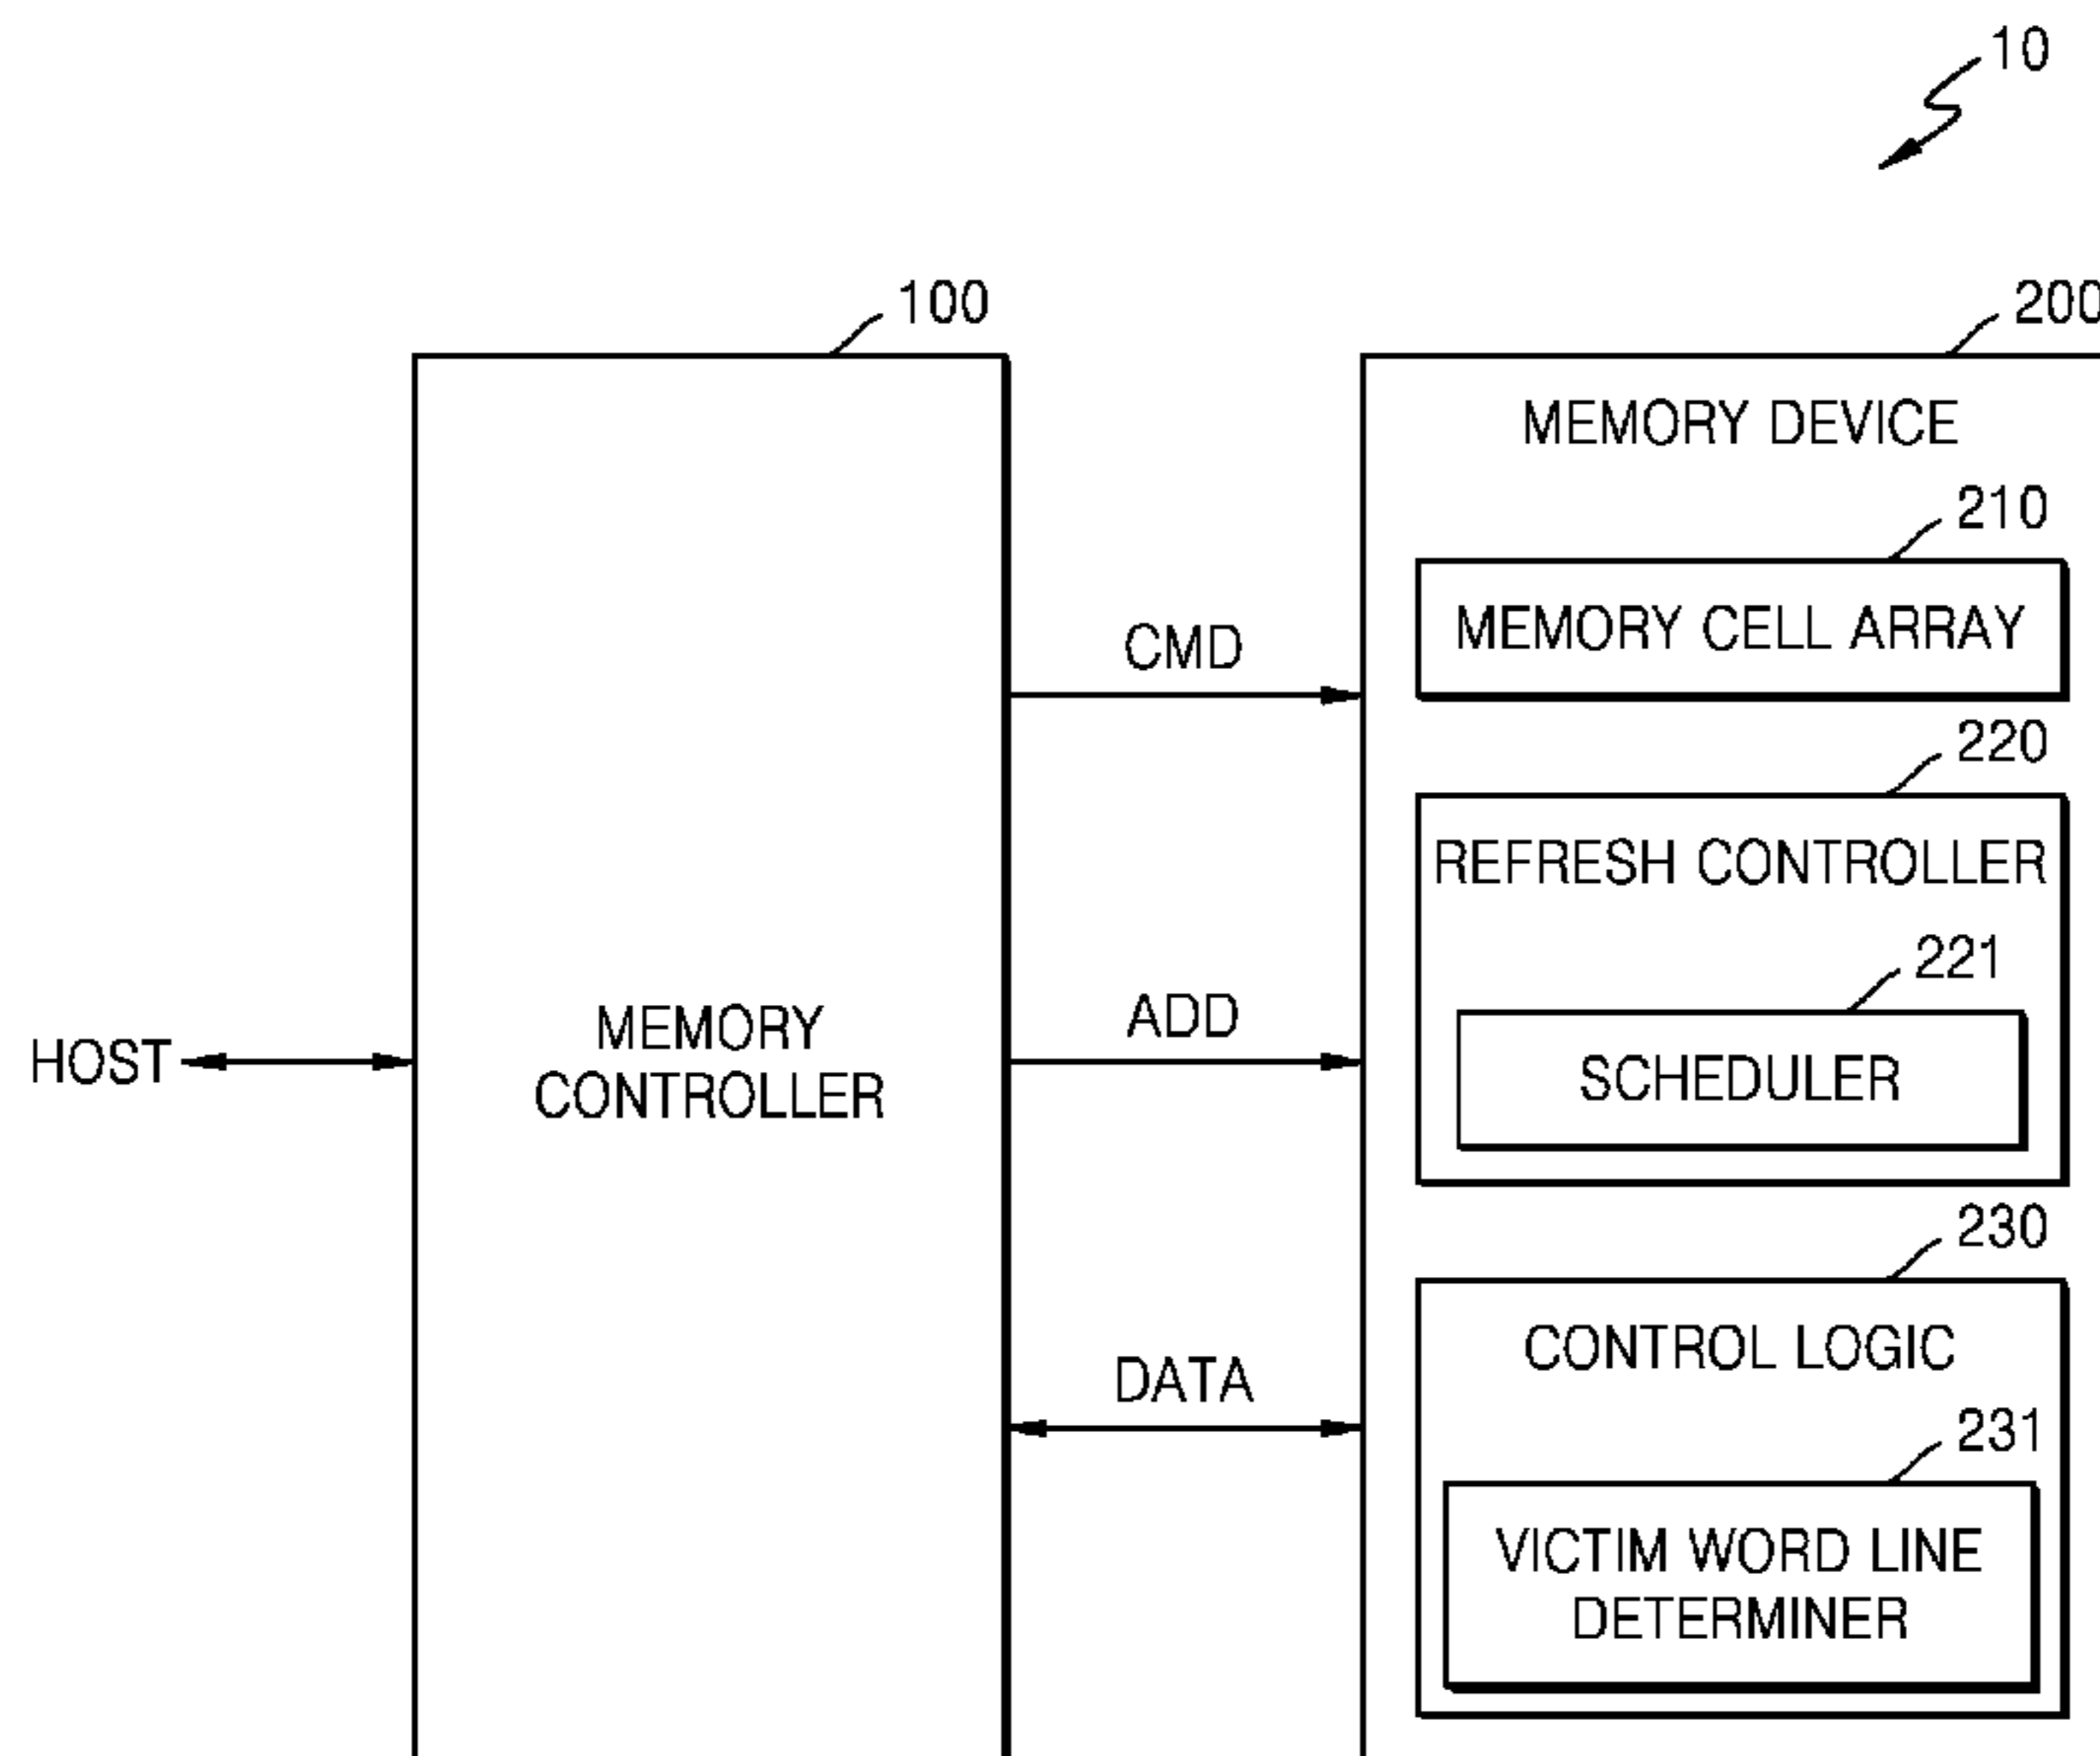 10
100
200
MEMORY DEVICE
210
MEMORY CELL ARRAY
CMD
220
REFRESH CONTROLLER
221
SCHEDULER
HOST
MEMORY
CONTROLLER
ADD
230
CONTROL LOGIC
DATA
231
VICTIM WORD LINE
DETERMINER